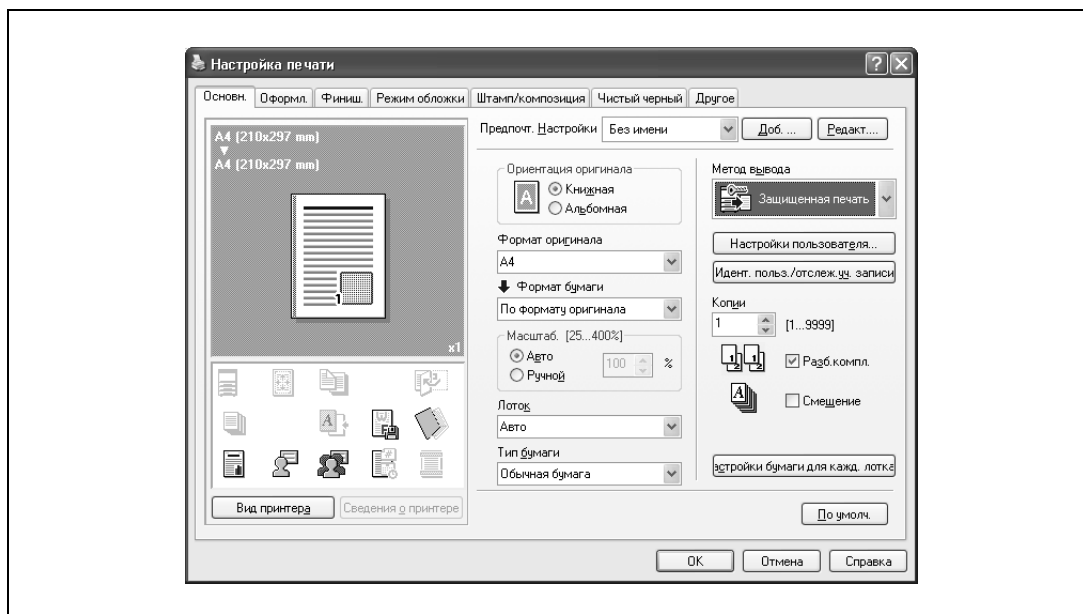 Настройка печати
Основн. Оформл. Финиш. Режим обложки Штамп/композиция Чистый черный Другое
A4 (210x297 mm)
A4 (210x297 mm)
1
x1
Вид принтера Сведения о принтере
Предпочт. Настройки Без имени Доб. ... Редакт....
Ориентация оригинала
A
Книжная
Альбомная
Формат оригинала
A4
Формат бумаги
По формату оригинала
Масштаб. [25...400%]
Авто
Ручной
100 %
Лоток
Авто
Тип бумаги
Обычная бумага
Метод вывода
Защищенная печать
Настройки пользователя...
Идент. польз./отслеж.уч. записи
Копии
1 [1...9999]
Разб.компл.
Смещение
астройки бумаги для кажд. лотка
По умолч.
OK Отмена Справка